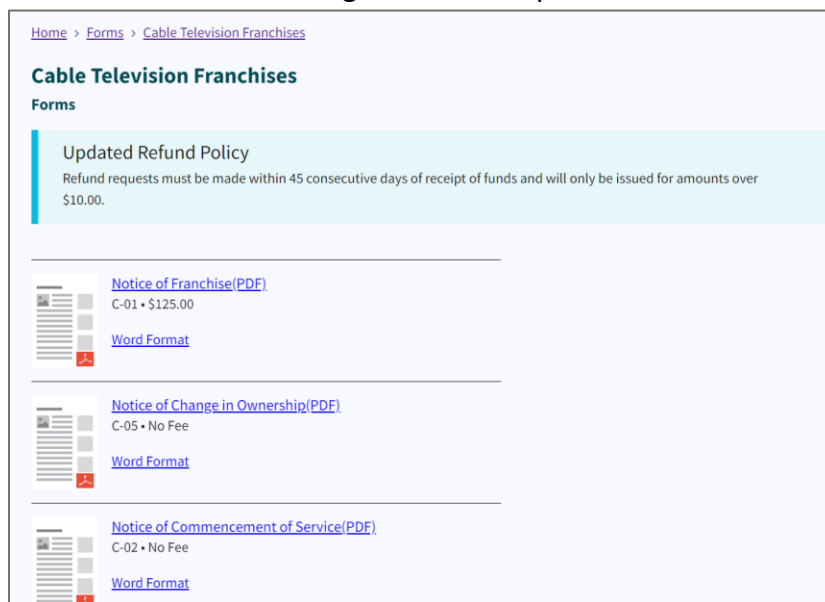 Home > Forms > Cable Television Franchises
Cable Television Franchises
Forms
Updated Refund Policy
Refund requests must be made within 45 consecutive days of receipt of funds and will only be issued for amounts over
$10.00.
Notice of Franchise(PDF)
C-01 • $125.00
Word Format
Notice of Change in Ownership(PDF)
C-05 • No Fee
Word Format
Notice of Commencement of Service(PDF)
C-02 • No Fee
Word Format